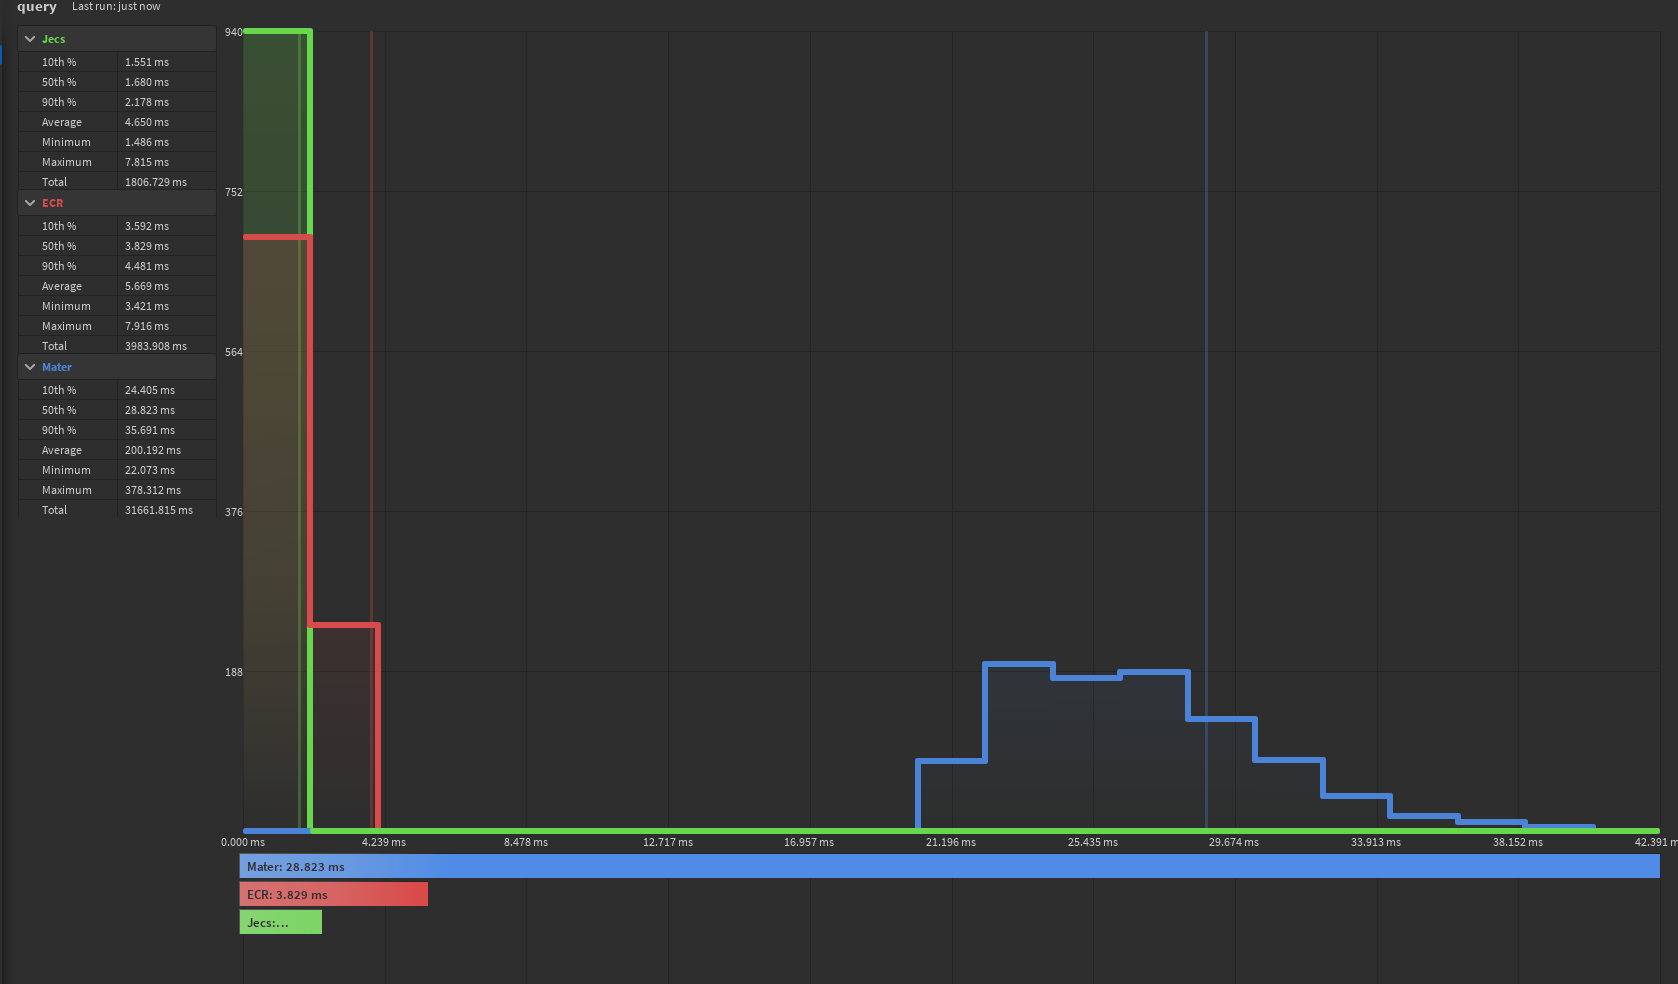 query Last run: just now
Jecs
10th % 1.551 ms
50th % 1.680 ms
90th % 2.178 ms
Average 4.650 ms
Minimum 1.486 ms
Maximum 7.815 ms
Total 1806.729 ms
ECR
10th % 3.592 ms
50th % 3.829 ms
90th % 4.481 ms
Average 5.669 ms
Minimum 3.421 ms
Maximum 7.916 ms
Total 3983.908 ms
Mater
10th % 24.405 ms
50th % 28.823 ms
90th % 35.691 ms
Average 200.192 ms
Minimum 22.073 ms
Maximum 378.312 ms
Total 31661.815 ms
940
752
564
376
188
0.000 ms 4.239 ms 8.478 ms 12.717 ms 16.957 ms 21.196 ms 25.435 ms 29.674 ms 33.913 ms 38.152 ms 42.391 m
Mater: 28.823 ms
ECR: 3.829 ms
Jecs:...